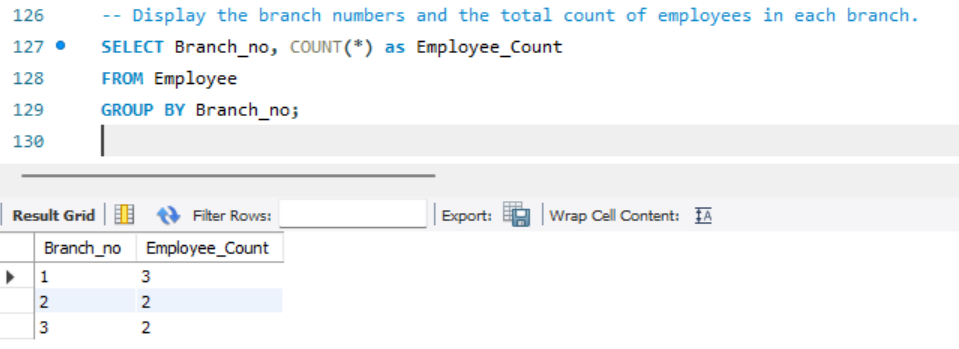 126 -- Display the branch numbers and the total count of employees in each branch.
127 SELECT Branch_no, COUNT(*) as Employee_Count
128 FROM Employee
129 GROUP BY Branch_no;
130
Result Grid Filter Rows: Export: Wrap Cell Content: IA
Branch_no Employee_Count
1 3
2 2
3 2